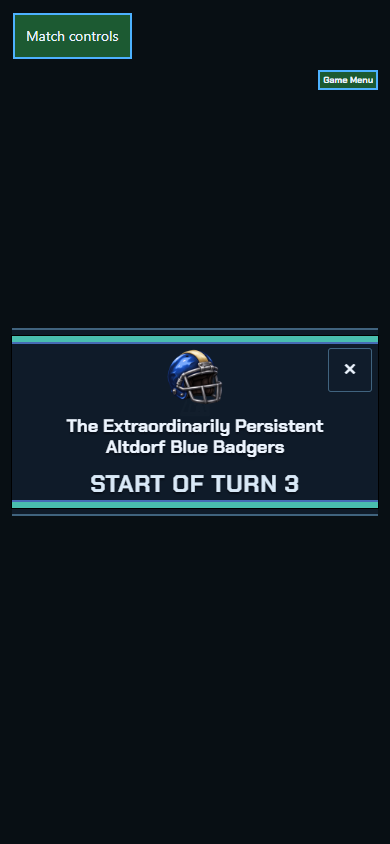 Match controls
Game Menu
×
The Extraordinarily Persistent
Altdorf Blue Badgers
START OF TURN 3